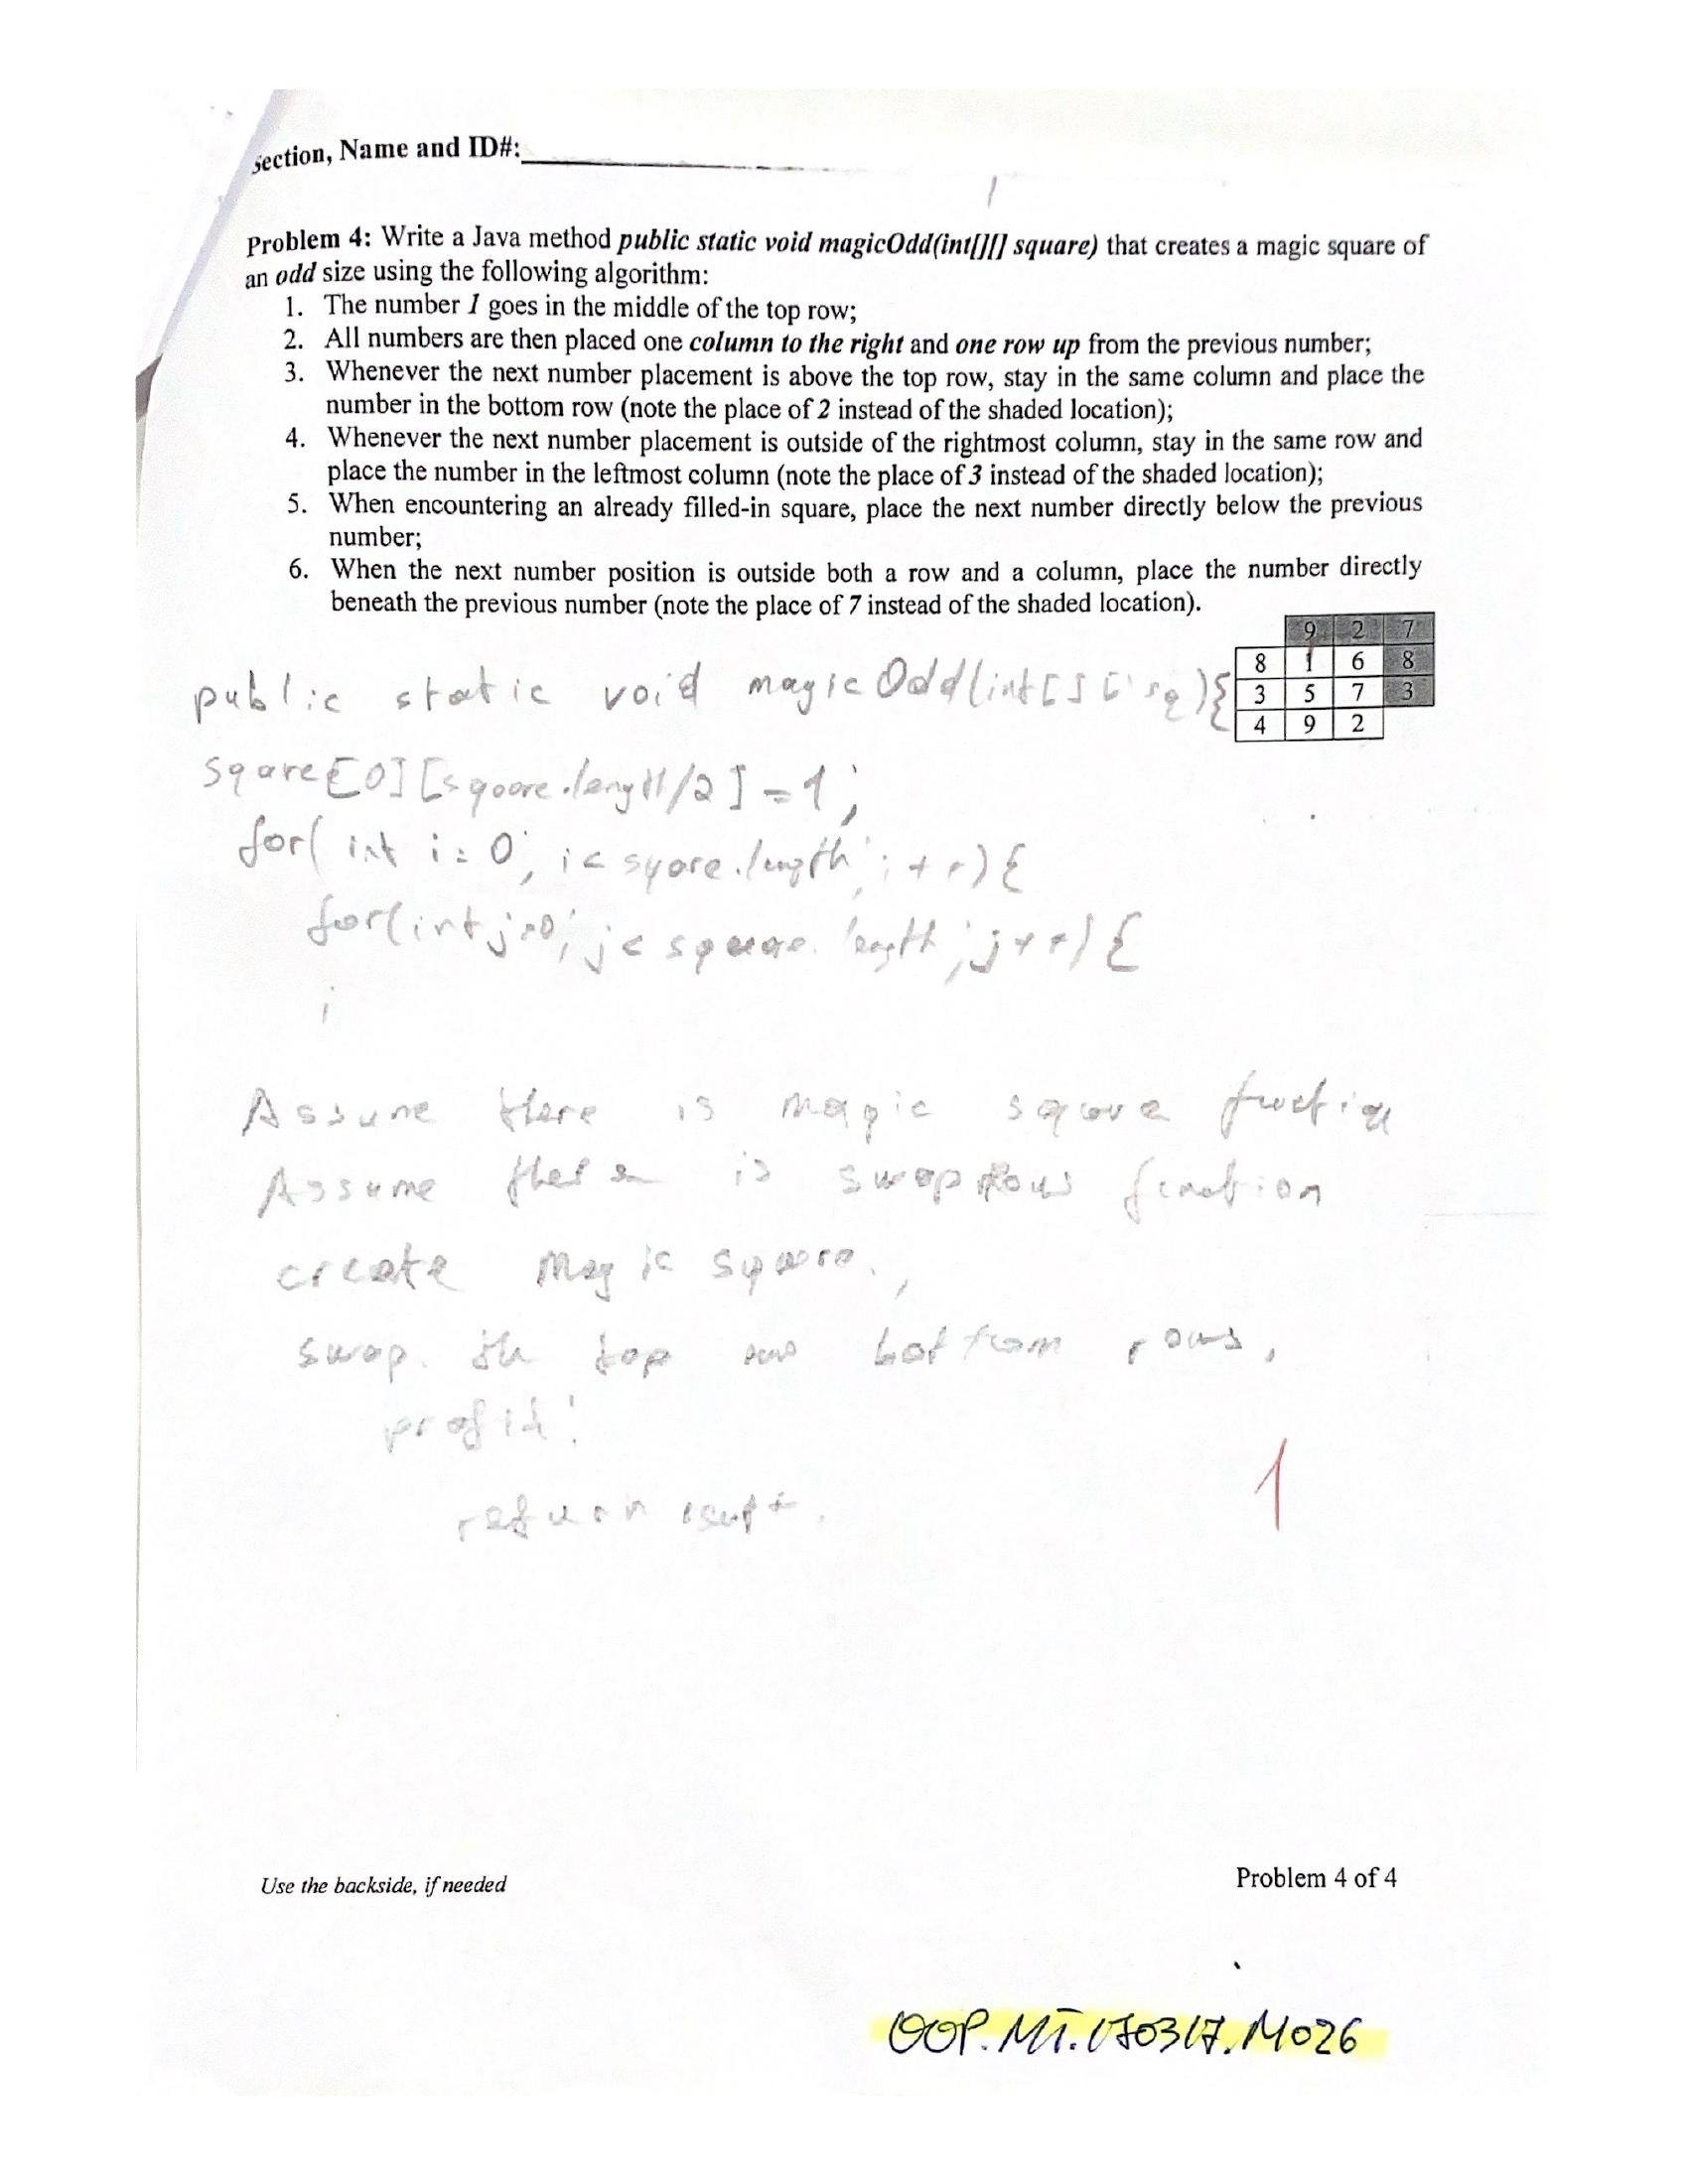 Section, Name and ID#:
Problem 4: Write a Java method public static void magicOdd(int[][] square) that creates a magic square of
an odd size using the following algorithm:
1. The number 1 goes in the middle of the top row;
2. All numbers are then placed one column to the right and one row up from the previous number;
3. Whenever the next number placement is above the top row, stay in the same column and place the
number in the bottom row (note the place of 2 instead of the shaded location);
4. Whenever the next number placement is outside of the rightmost column, stay in the same row and
place the number in the leftmost column (note the place of 3 instead of the shaded location);
5. When encountering an already filled-in square, place the next number directly below the previous
number;
6. When the next number position is outside both a row and a column, place the number directly
beneath the previous number (note the place of 7 instead of the shaded location).
9 2 7
8 1 6 8
3 5 7 3
4 9 2
public static void magicOdd(int[][] sq){
sqare[0][sqoore.length/2] = 1;
for( int i = 0; i < syore.length; i++) {
for(int j=0; j < square.length; j++) {
i
Assume there is magic square
Assume is swap Rows function
create Magic square.,
swap. the top bottom rows,
profit!
return
1
Use the backside, if needed
Problem 4 of 4
OOP.MT.170317.M026